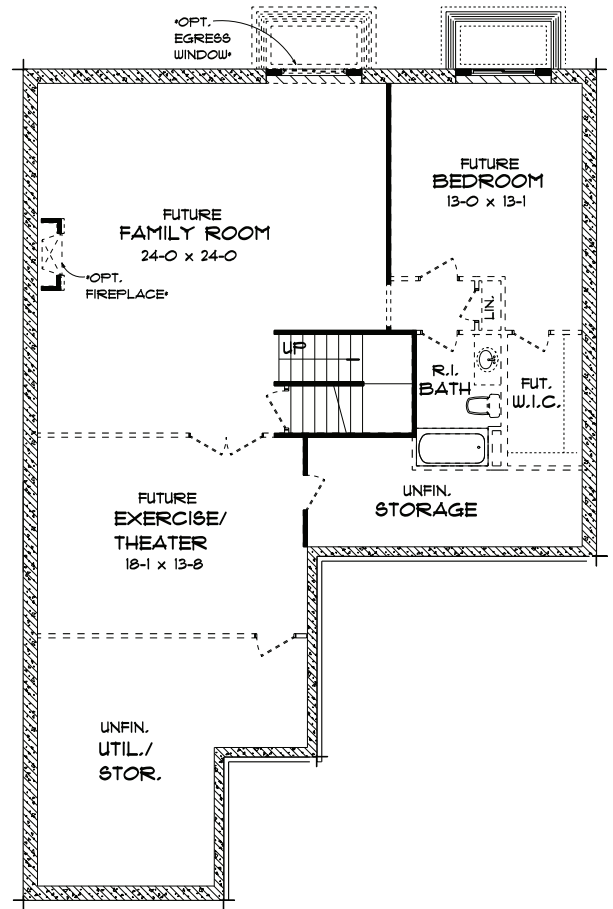 "OPT.
EGRESS
WINDOW"
FUTURE
BEDROOM
13-0 x 13-1
FUTURE
FAMILY ROOM
24-0 x 24-0
"OPT.
FIREPLACE"
LIN.
UP
R.I.
BATH
FUT.
W.I.C.
UNFIN.
STORAGE
FUTURE
EXERCISE/
THEATER
18-1 x 13-8
UNFIN.
UTIL./
STOR.